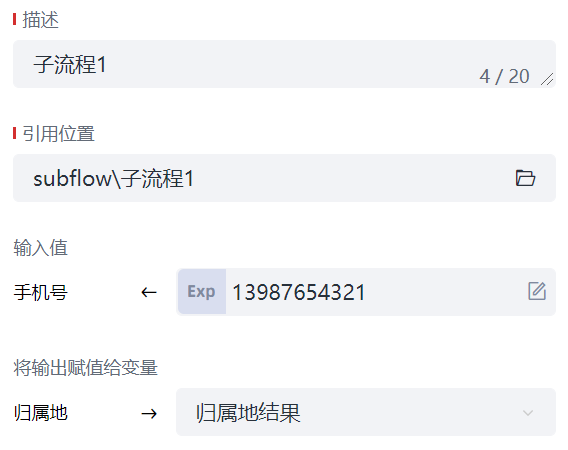 描述
子流程1
4 / 20
引用位置
subflow\子流程1
输入值
手机号 ← Exp 13987654321
将输出赋值给变量
归属地 → 归属地结果